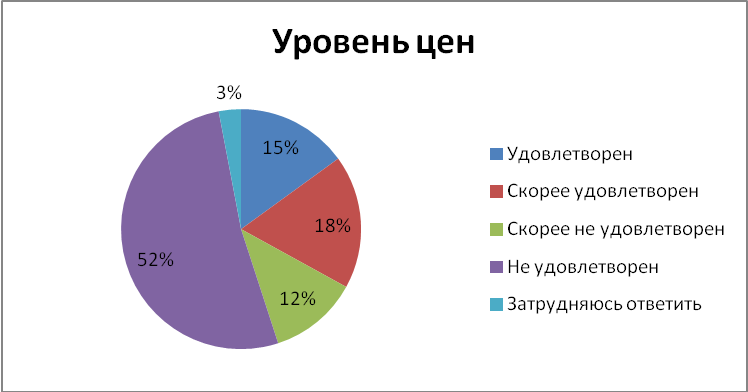 Уровень цен
3%
15%
18%
12%
52%
Удовлетворен
Скорее удовлетворен
Скорее не удовлетворен
Не удовлетворен
Затрудняюсь ответить